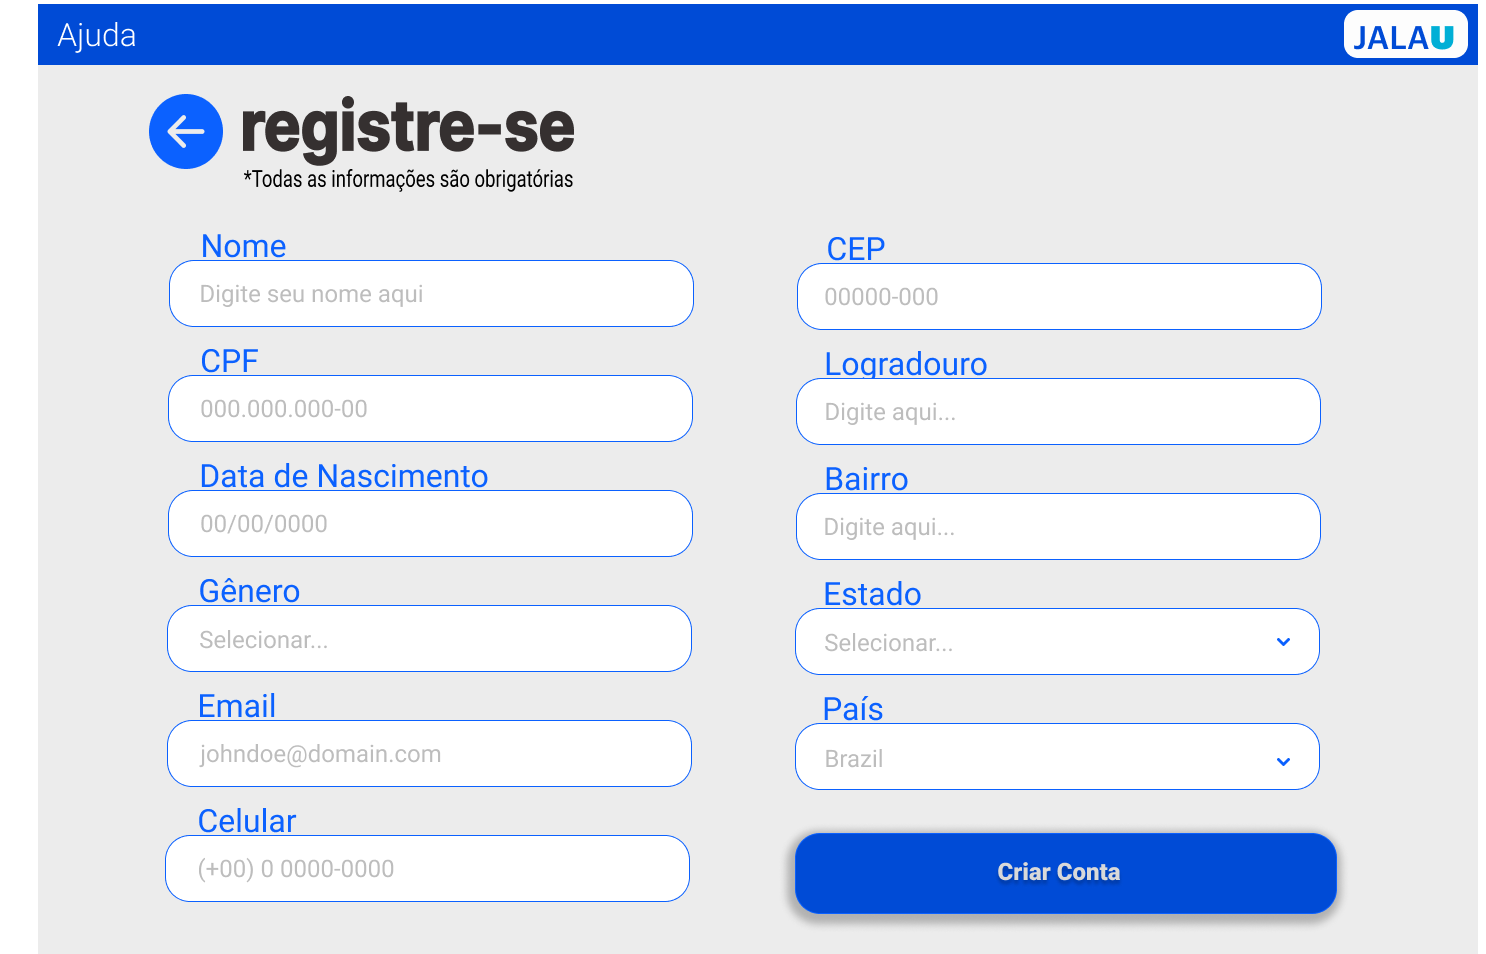 Ajuda
JALAU
registre-se
*Todas as informações são obrigatórias
Nome
Digite seu nome aqui
CPF
000.000.000-00
Data de Nascimento
00/00/0000
Gênero
Selecionar...
Email
johndoe@domain.com
Celular
(+00) 0 0000-0000
CEP
00000-000
Logradouro
Digite aqui...
Bairro
Digite aqui...
Estado
Selecionar...
País
Brazil
Criar Conta